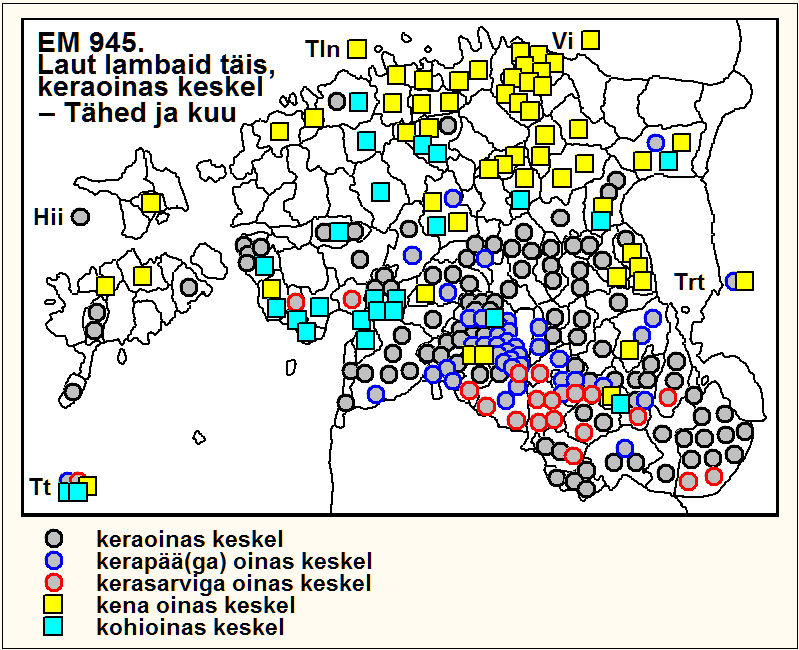 EM 945.
Laut lambaid täis,
keraoinas keskel
– Tähed ja kuu
Tln
Vi
Hii
Trt
Tt
keraoinas keskel
kerapää(ga) oinas keskel
kerasarviga oinas keskel
kena oinas keskel
kohioinas keskel